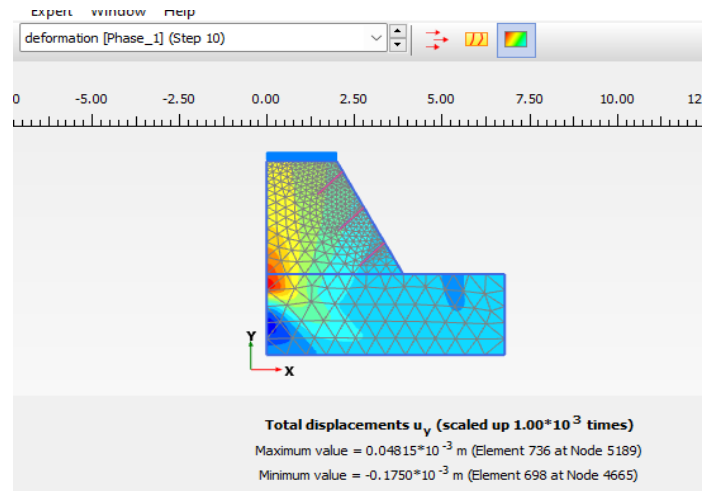 Expert Window Help
deformation [Phase_1] (Step 10)
0 -5.00 -2.50 0.00 2.50 5.00 7.50 10.00 12
Y
X
Total displacements u_y (scaled up 1.00*10^3 times)
Maximum value = 0.04815*10^-3 m (Element 736 at Node 5189)
Minimum value = -0.1750*10^-3 m (Element 698 at Node 4665)